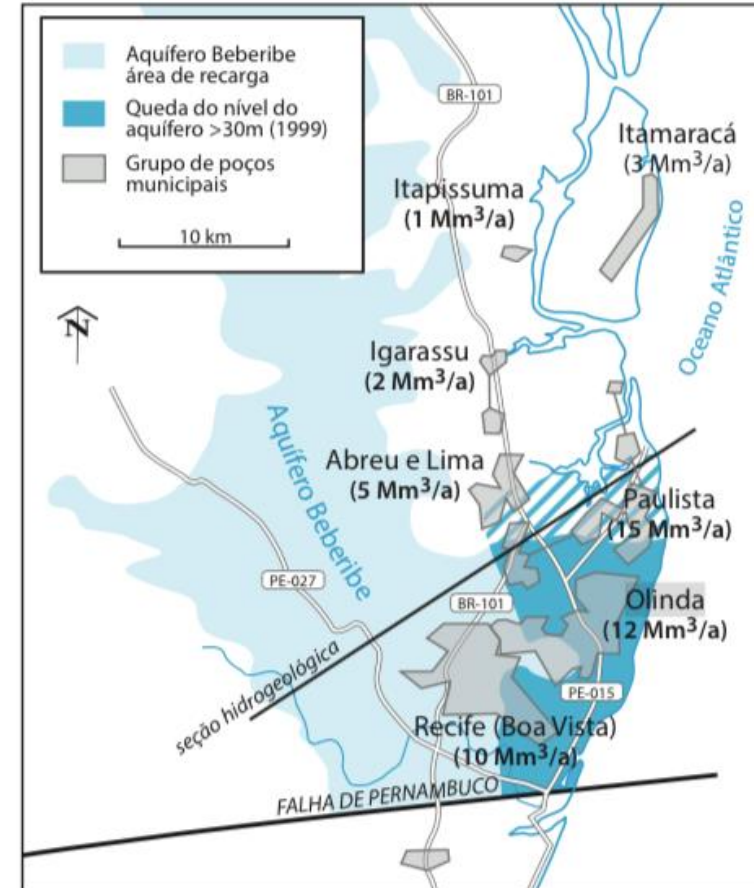 Aquífero Beberibe
área de recarga
Queda do nível do
aquífero >30m (1999)
Grupo de poços
municipais
10 km
N
BR-101
Itamaracá
(3 Mm³/a)
Itapissuma
(1 Mm³/a)
Oceano Atlântico
Igarassu
(2 Mm³/a)
Aquífero Beberibe
Abreu e Lima
(5 Mm³/a)
Paulista
(15 Mm³/a)
PE-027
BR-101
Olinda
(12 Mm³/a)
seção hidrogeológica
PE-015
Recife (Boa Vista)
(10 Mm³/a)
FALHA DE PERNAMBUCO